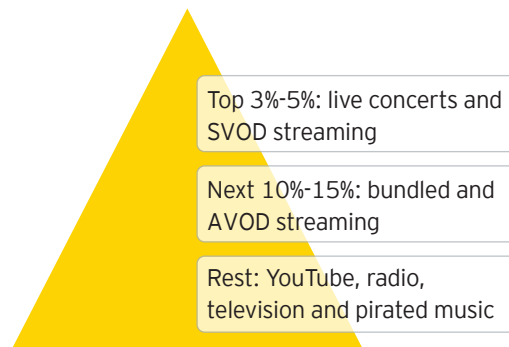 Top 3%-5%: live concerts and
SVOD streaming
Next 10%-15%: bundled and
AVOD streaming
Rest: YouTube, radio,
television and pirated music